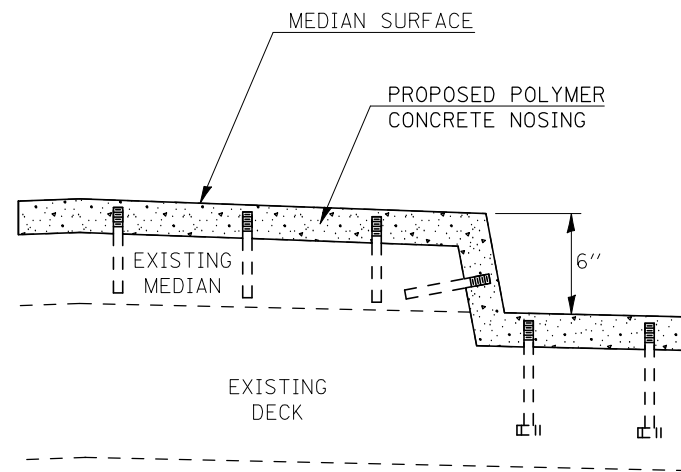 MEDIAN SURFACE
PROPOSED POLYMER
CONCRETE NOSING
6''
EXISTING
MEDIAN
EXISTING
DECK